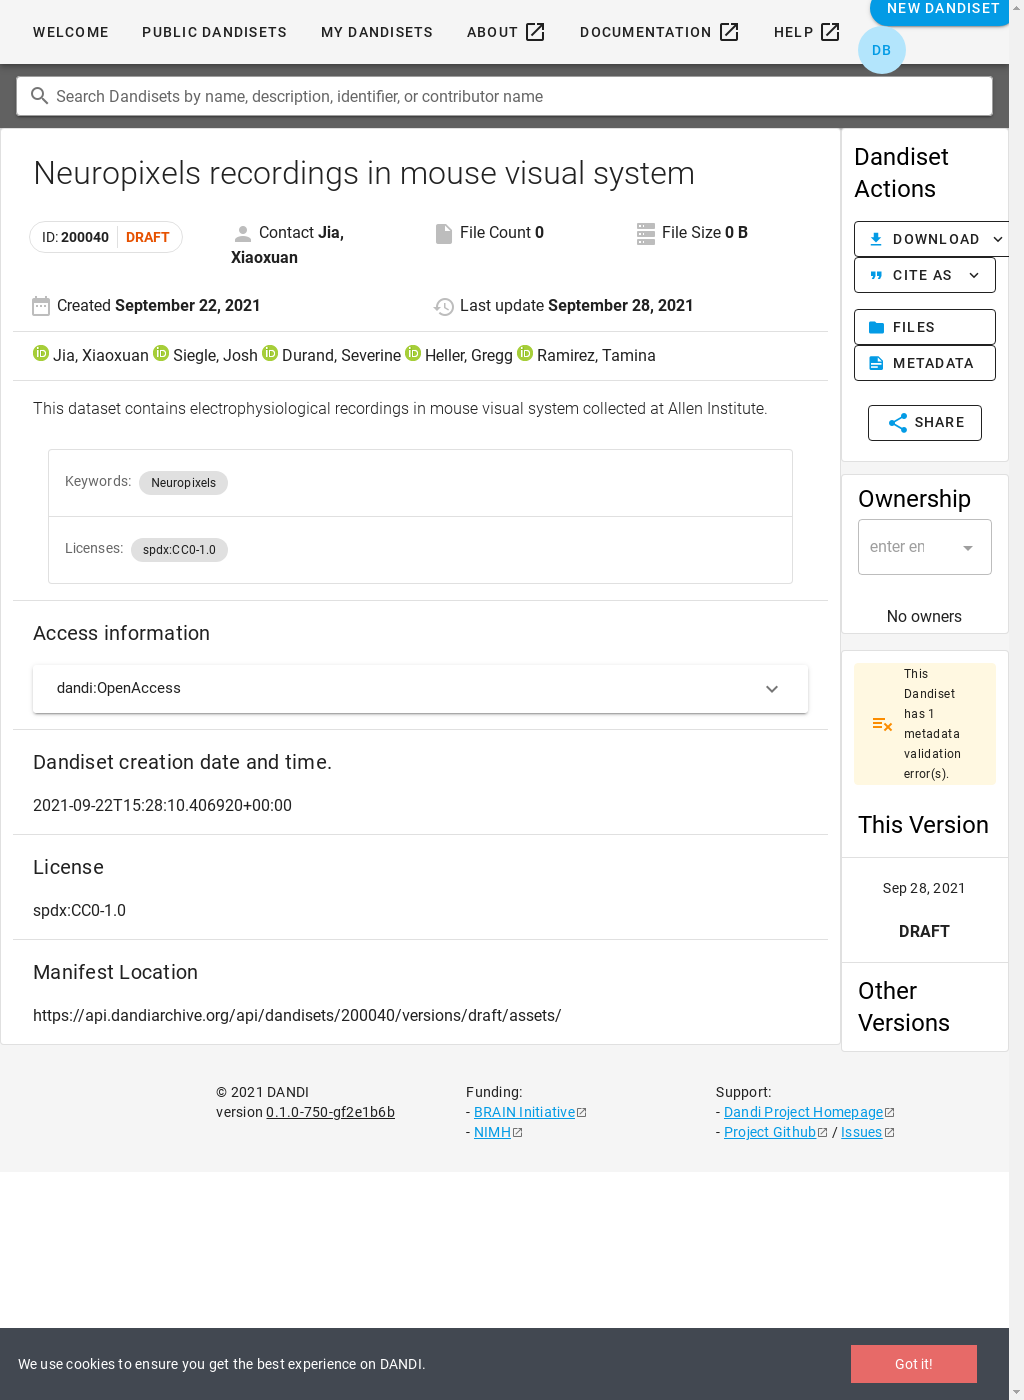 WELCOME PUBLIC DANDISETS MY DANDISETS ABOUT DOCUMENTATION HELP NEW DANDISET
DB
Search Dandisets by name, description, identifier, or contributor name
Neuropixels recordings in mouse visual system
ID: 200040 DRAFT
Contact Jia, Xiaoxuan
File Count 0
File Size 0 B
Created September 22, 2021
Last update September 28, 2021
Jia, Xiaoxuan Siegle, Josh Durand, Severine Heller, Gregg Ramirez, Tamina
This dataset contains electrophysiological recordings in mouse visual system collected at Allen Institute.
Keywords: Neuropixels
Licenses: spdx:CC0-1.0
Access information
dandi:OpenAccess
Dandiset creation date and time.
2021-09-22T15:28:10.406920+00:00
License
spdx:CC0-1.0
Manifest Location
https://api.dandiarchive.org/api/dandisets/200040/versions/draft/assets/
Dandiset
Actions
DOWNLOAD
CITE AS
FILES
METADATA
SHARE
Ownership
enter en
No owners
This
Dandiset
has 1
metadata
validation
error(s).
This Version
Sep 28, 2021
DRAFT
Other
Versions
© 2021 DANDI
version 0.1.0-750-gf2e1b6b
Funding:
- BRAIN Initiative
- NIMH
Support:
- Dandi Project Homepage
- Project Github / Issues
We use cookies to ensure you get the best experience on DANDI.
Got it!